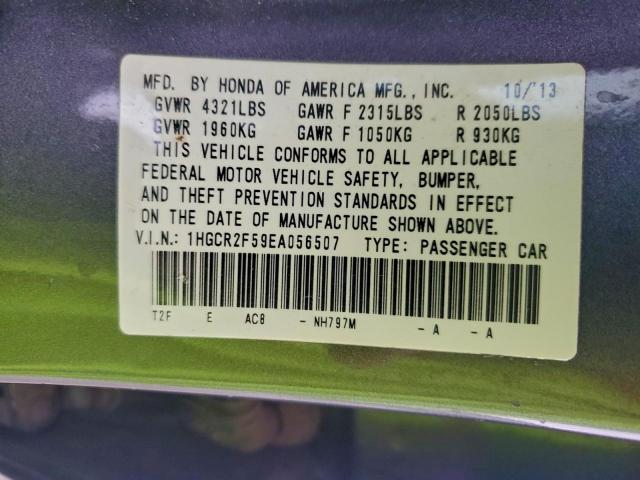 MFD. BY HONDA OF AMERICA MFG., INC. 10/'13
GVWR 4321LBS GAWR F 2315LBS R 2050LBS
GVWR 1960KG GAWR F 1050KG R 930KG
THIS VEHICLE CONFORMS TO ALL APPLICABLE
FEDERAL MOTOR VEHICLE SAFETY, BUMPER,
AND THEFT PREVENTION STANDARDS IN EFFECT
ON THE DATE OF MANUFACTURE SHOWN ABOVE.
V.I.N.: 1HGCR2F59EA056507 TYPE: PASSENGER CAR
T2F E AC8 - NH797M - A - A